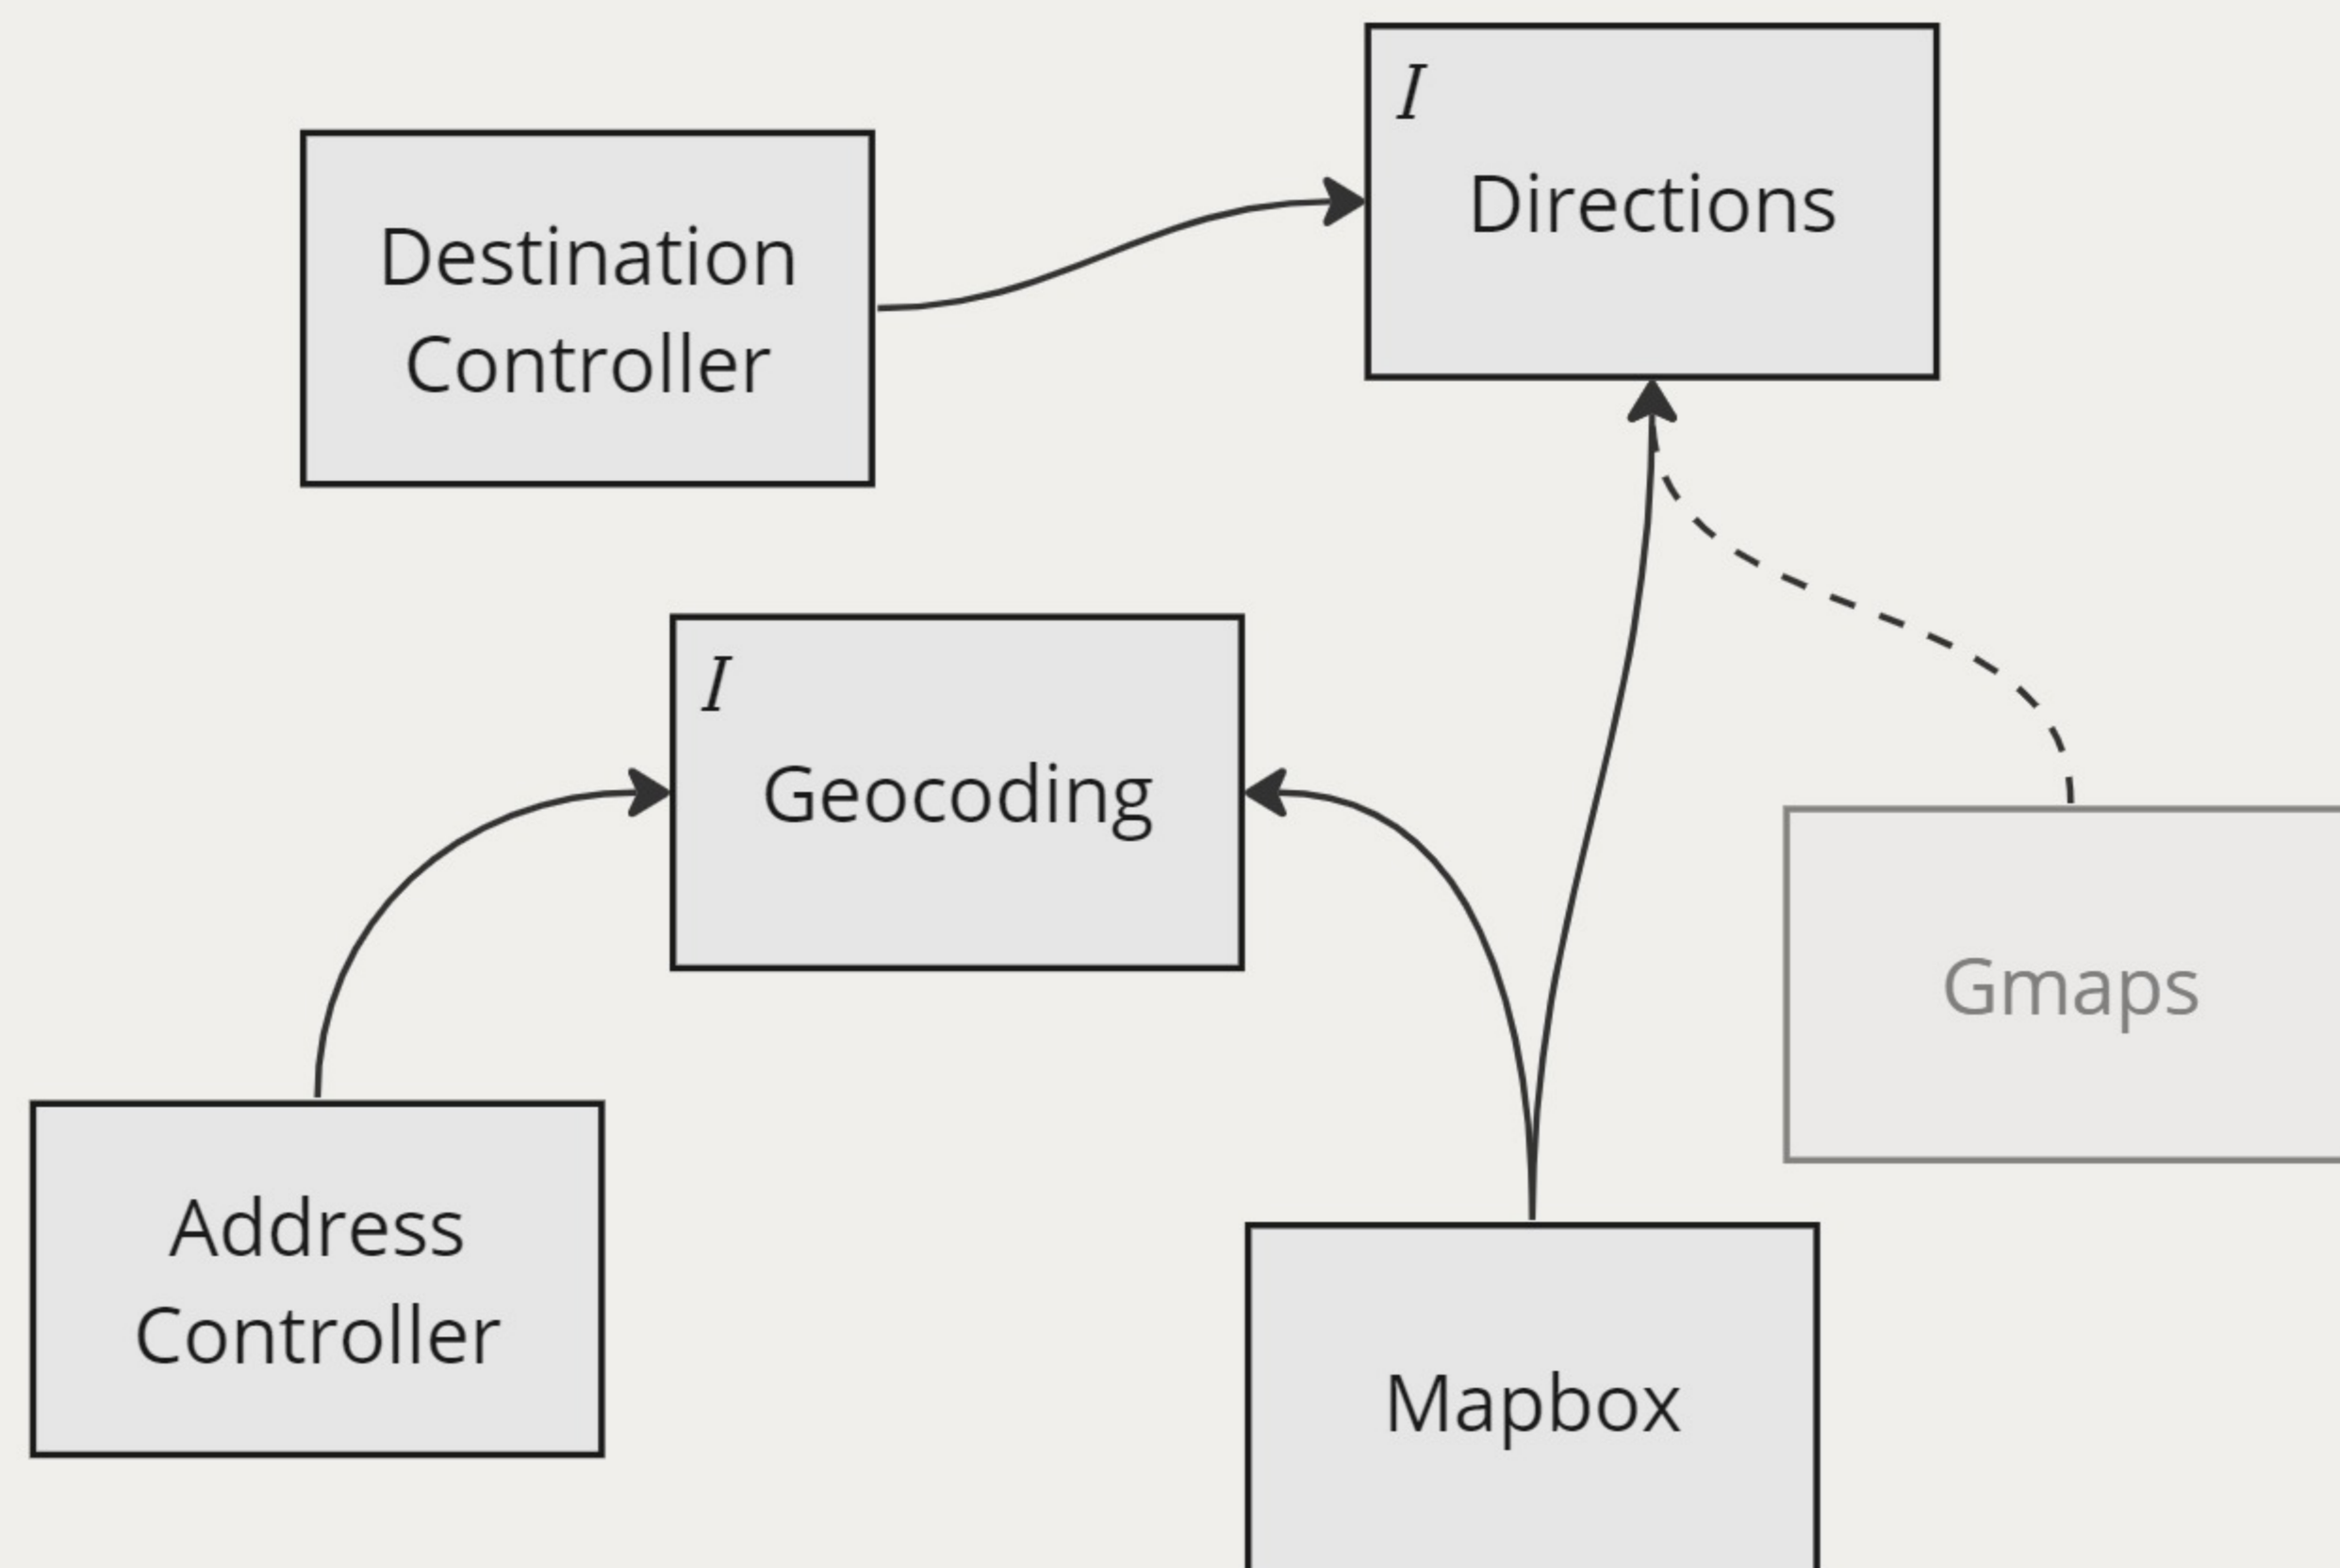 I
Directions
Destination
Controller
I
Geocoding
Gmaps
Address
Controller
Mapbox